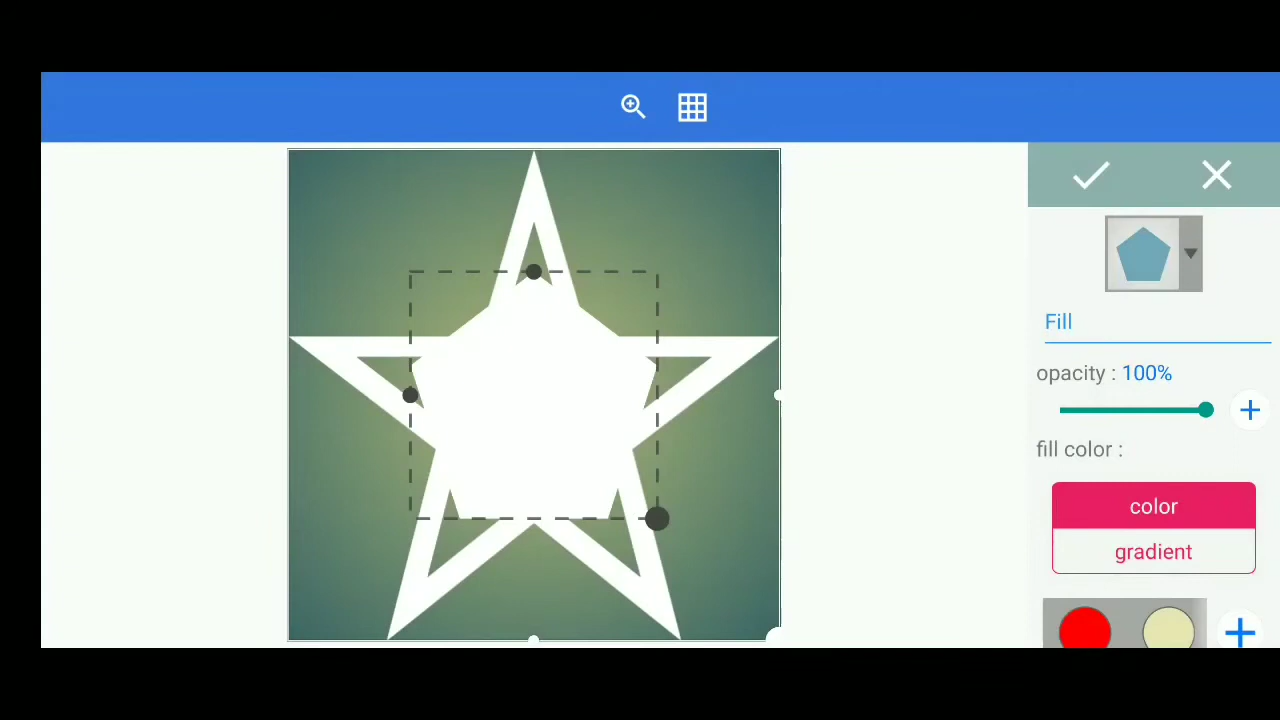 Fill
opacity : 100%
fill color :
color
gradient